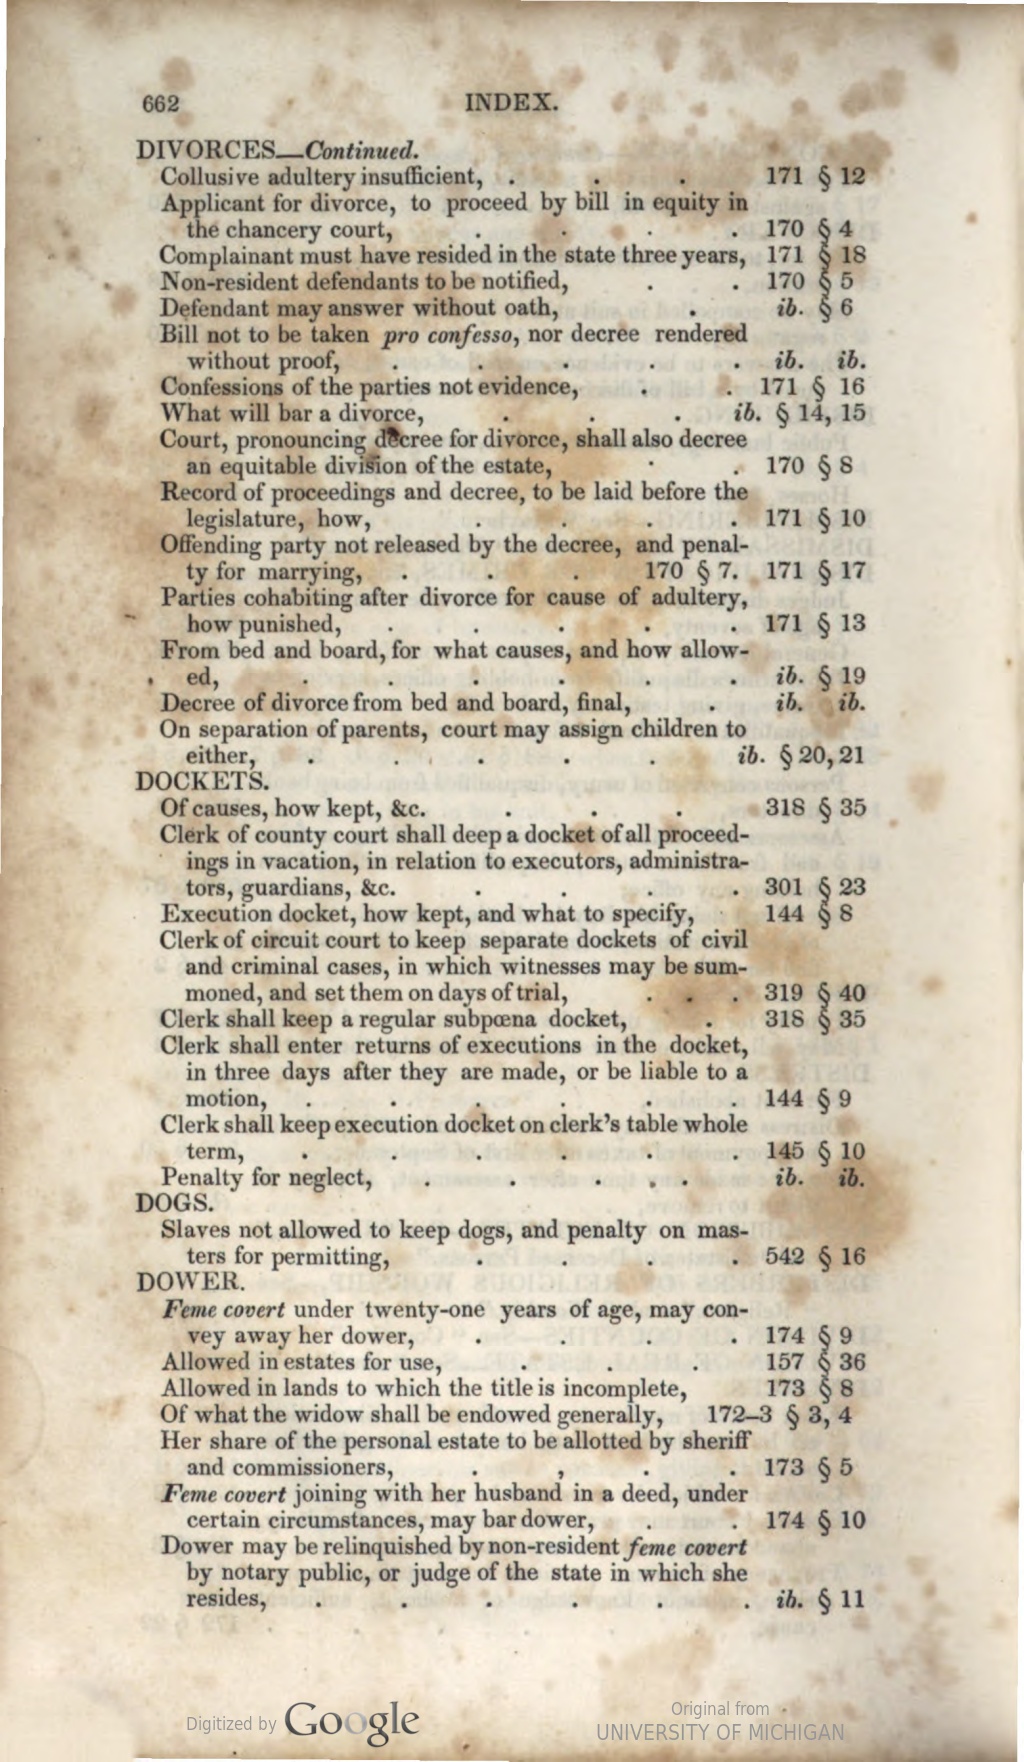 662 INDEX.
DIVORCES—Continued.
Collusive adultery insufficient, . . . 171 § 12
Applicant for divorce, to proceed by bill in equity in
the chancery court, . . . . 170 § 4
Complainant must have resided in the state three years, 171 § 18
Non-resident defendants to be notified, . . 170 § 5
Defendant may answer without oath, . ib. § 6
Bill not to be taken pro confesso, nor decree rendered
without proof, . . . . . ib. ib.
Confessions of the parties not evidence, . . 171 § 16
What will bar a divorce, . . . ib. § 14, 15
Court, pronouncing decree for divorce, shall also decree
an equitable division of the estate, . . 170 § 8
Record of proceedings and decree, to be laid before the
legislature, how, . . . . 171 § 10
Offending party not released by the decree, and penal-
ty for marrying, . . . 170 § 7. 171 § 17
Parties cohabiting after divorce for cause of adultery,
how punished, . . . . . 171 § 13
From bed and board, for what causes, and how allow-
ed, . . . . . . ib. § 19
Decree of divorce from bed and board, final, . ib. ib.
On separation of parents, court may assign children to
either, . . . . . ib. § 20, 21
DOCKETS.
Of causes, how kept, &c. . . . 318 § 35
Clerk of county court shall deep a docket of all proceed-
ings in vacation, in relation to executors, administra-
tors, guardians, &c. . . . . 301 § 23
Execution docket, how kept, and what to specify, 144 § 8
Clerk of circuit court to keep separate dockets of civil
and criminal cases, in which witnesses may be sum-
moned, and set them on days of trial, . . . 319 § 40
Clerk shall keep a regular subpœna docket, . 318 § 35
Clerk shall enter returns of executions in the docket,
in three days after they are made, or be liable to a
motion, . . . . . . 144 § 9
Clerk shall keep execution docket on clerk's table whole
term, . . . . . . 145 § 10
Penalty for neglect, . . . . . ib. ib.
DOGS.
Slaves not allowed to keep dogs, and penalty on mas-
ters for permitting, . . . . 542 § 16
DOWER.
Feme covert under twenty-one years of age, may con-
vey away her dower, . . . . 174 § 9
Allowed in estates for use, . . . 157 § 36
Allowed in lands to which the title is incomplete, 173 § 8
Of what the widow shall be endowed generally, 172–3 § 3, 4
Her share of the personal estate to be allotted by sheriff
and commissioners, . , . . 173 § 5
Feme covert joining with her husband in a deed, under
certain circumstances, may bar dower, . . 174 § 10
Dower may be relinquished by non-resident feme covert
by notary public, or judge of the state in which she
resides, . . . . . . ib. § 11
Digitized by Google
Original from
UNIVERSITY OF MICHIGAN